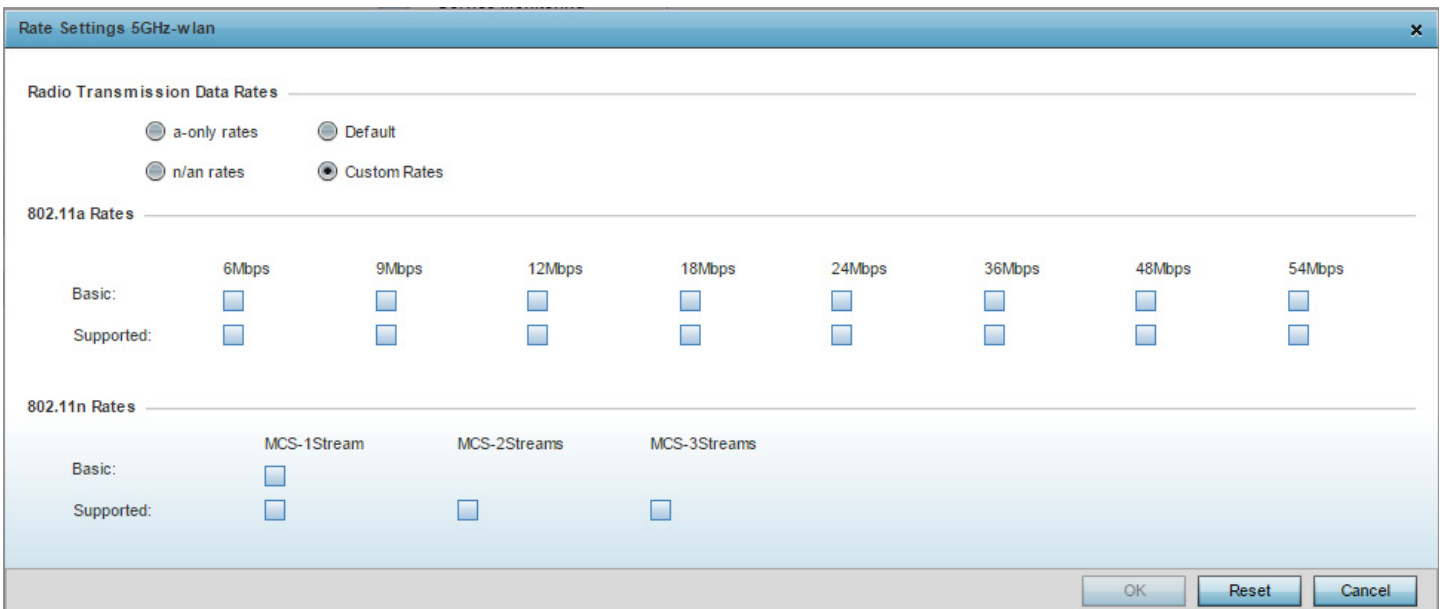 Rate Settings 5GHz-wlan
Radio Transmission Data Rates
a-only rates Default
n/an rates Custom Rates
802.11a Rates
6Mbps 9Mbps 12Mbps 18Mbps 24Mbps 36Mbps 48Mbps 54Mbps
Basic:
Supported:
802.11n Rates
MCS-1Stream MCS-2Streams MCS-3Streams
Basic:
Supported:
OK Reset Cancel